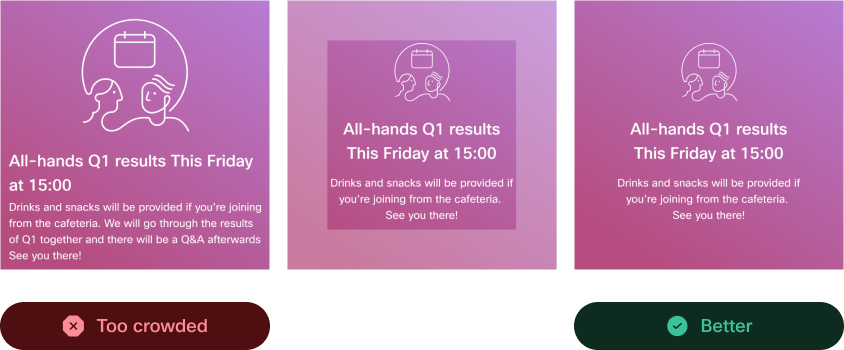 All-hands Q1 results This Friday
at 15:00
Drinks and snacks will be provided if you're joining
from the cafeteria. We will go through the results
of Q1 together and there will be a Q&A afterwards
See you there!
Too crowded
All-hands Q1 results
This Friday at 15:00
Drinks and snacks will be provided if
you're joining from the cafeteria.
See you there!
All-hands Q1 results
This Friday at 15:00
Drinks and snacks will be provided if
you're joining from the cafeteria.
See you there!
Better